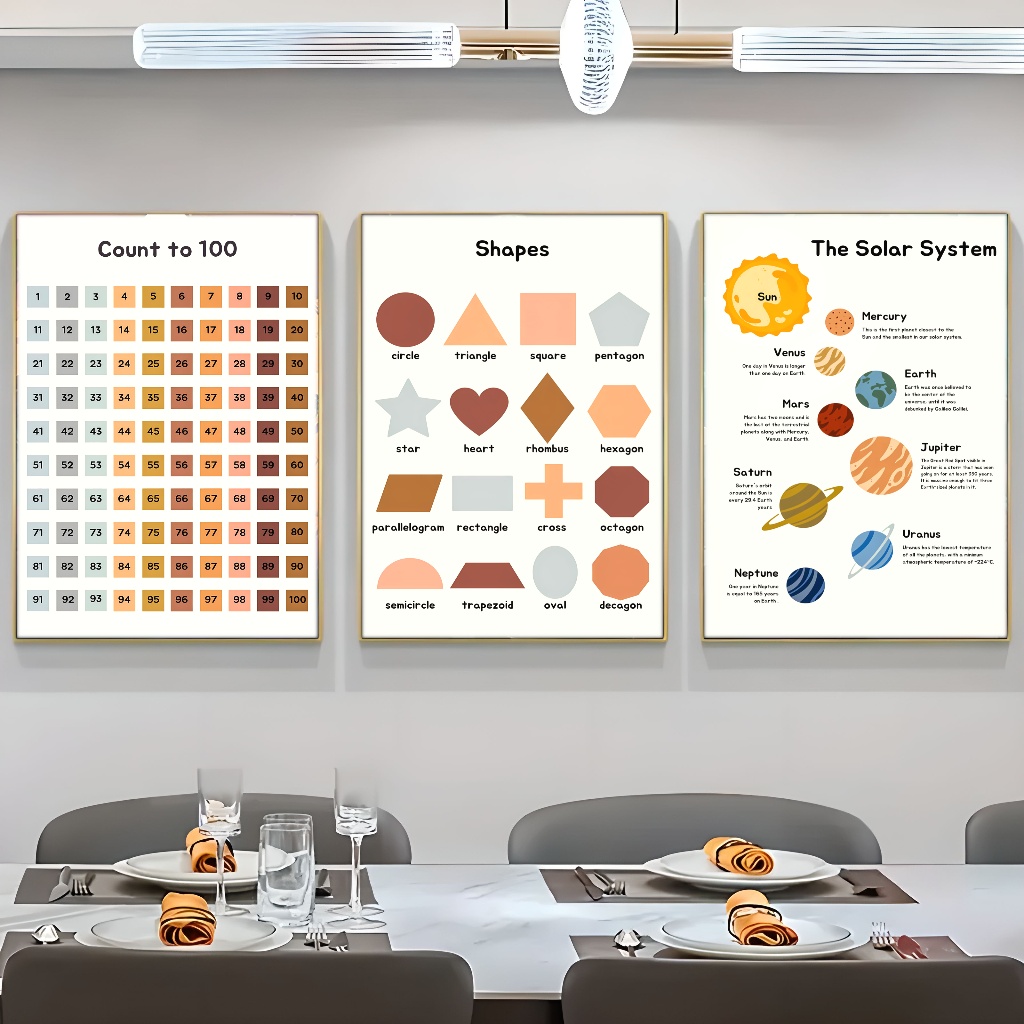 Count to 100
1 2 3 4 5 6 7 8 9 10
11 12 13 14 15 16 17 18 19 20
21 22 23 24 25 26 27 28 29 30
31 32 33 34 35 36 37 38 39 40
41 42 43 44 45 46 47 48 49 50
51 52 53 54 55 56 57 58 59 60
61 62 63 64 65 66 67 68 69 70
71 72 73 74 75 76 77 78 79 80
81 82 83 84 85 86 87 88 89 90
91 92 93 94 95 96 97 98 99 100
Shapes
circle triangle square pentagon
star heart rhombus hexagon
parallelogram rectangle cross octagon
semicircle trapezoid oval decagon
The Solar System
Sun
Mercury
This is the first planet closest to the
Sun and the smallest in our solar system.
Venus
One day in Venus is longer
than one day on Earth.
Earth
Earth was once believed to
be the center of the
universe, until it was
debunked by Galileo Galilei.
Mars
Mars has two moons and is
the last of the terrestrial
planets along with Mercury,
Venus, and Earth.
Jupiter
The Great Red Spot visible in
Jupiter is a storm that has been
going on for at least 350 years.
It is massive enough to fit three
Earth-sized planets in it.
Saturn
Saturn's orbit
around the Sun is
every 29.4 Earth
years
Uranus
Uranus has the lowest temperature
of all the planets, with a minimum
atmospheric temperature of -224°C.
Neptune
One year in Neptune
is equal to 165 years
on Earth.